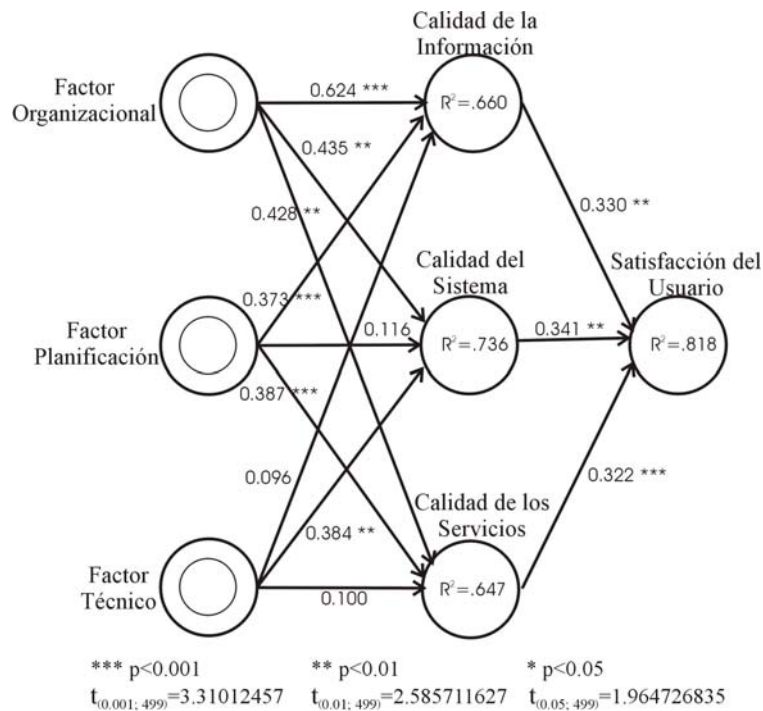 Calidad de la
Información
Factor
Organizacional
0.624 ***
R²=.660
0.435 **
0.428 **
0.330 **
Calidad del
Sistema
Satisfacción del
Usuario
0.373 ***
Factor
Planificación
0.116
R²=.736
0.341 **
R²=.818
0.387 ***
0.096
0.322 ***
Calidad de los
Servicios
0.384 **
Factor
Técnico
0.100
R²=.647
*** p<0.001
** p<0.01
* p<0.05
t(0.001; 499)=3.31012457
t(0.01; 499)=2.585711627
t(0.05; 499)=1.964726835